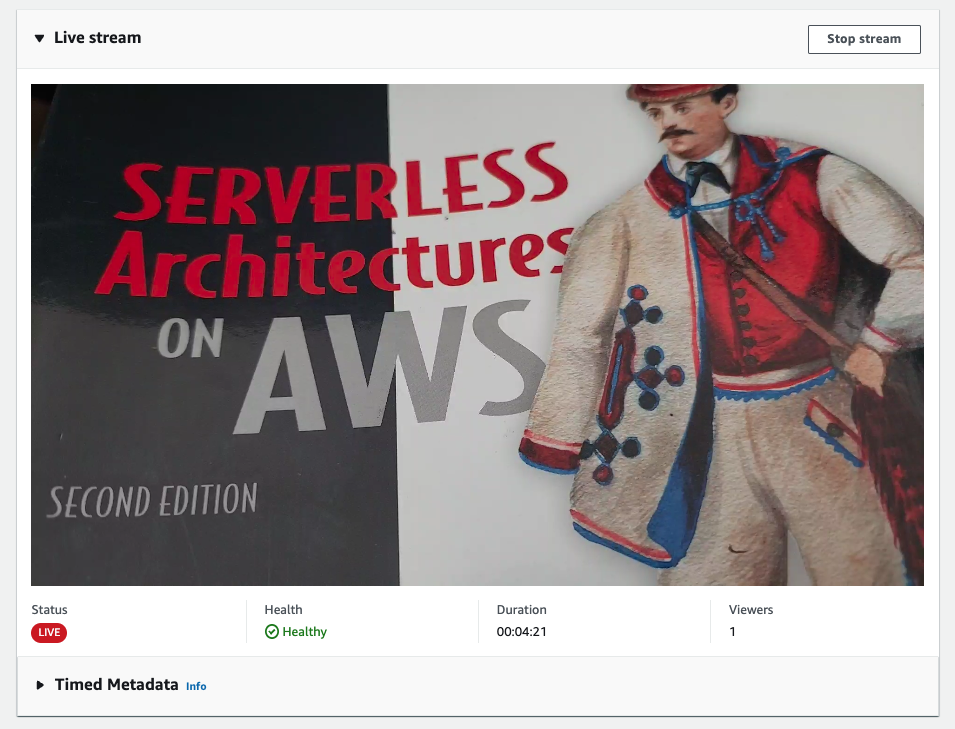 Live stream
Stop stream
SERVERLESS
Architectures
ON AWS
SECOND EDITION
Status
Health
Duration
Viewers
LIVE
Healthy
00:04:21
1
Timed Metadata Info